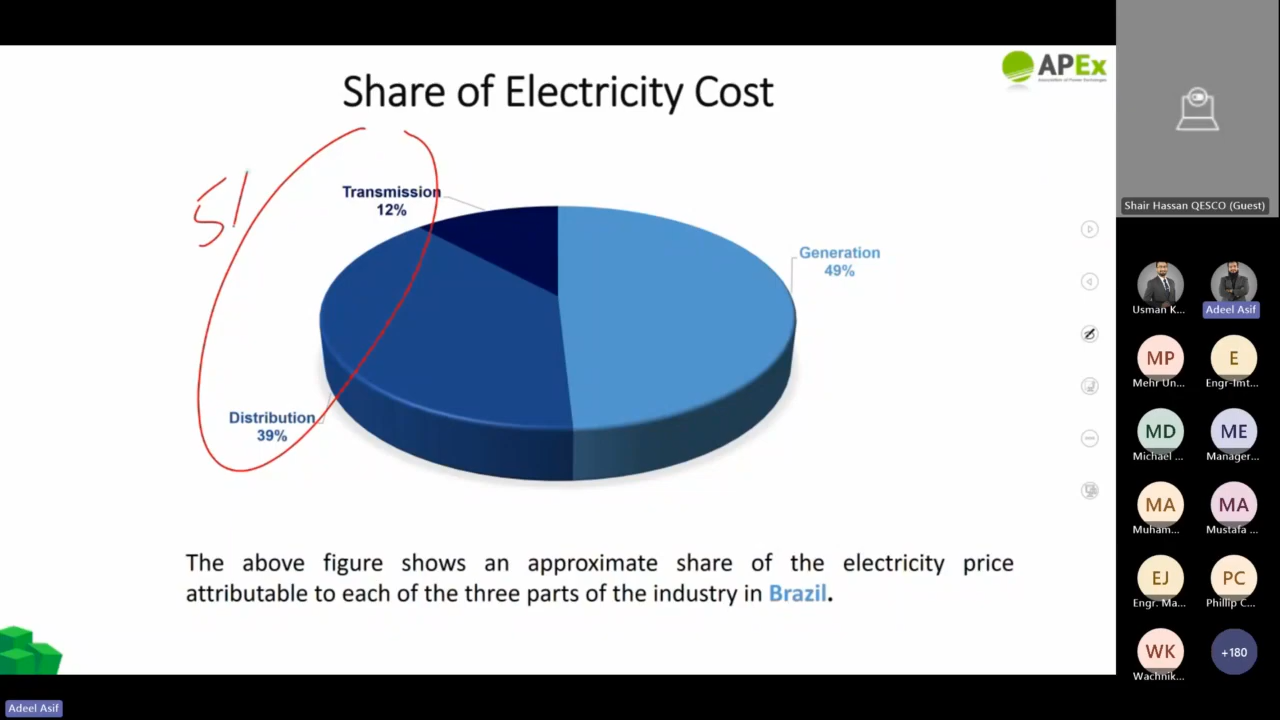 APEx
Share of Electricity Cost
51
Transmission
12%
Generation
49%
Distribution
39%
The above figure shows an approximate share of the electricity price
attributable to each of the three parts of the industry in Brazil.
Shair Hassan QESCO (Guest)
Usman K...
Adeel Asif
MP
Mehr Un...
E
Engr-Imt...
MD
Michael ...
ME
Manager...
MA
Muham...
MA
Mustafa ...
EJ
Engr. Ma...
PC
Phillip C...
WK
Wachnik...
+180
Adeel Asif